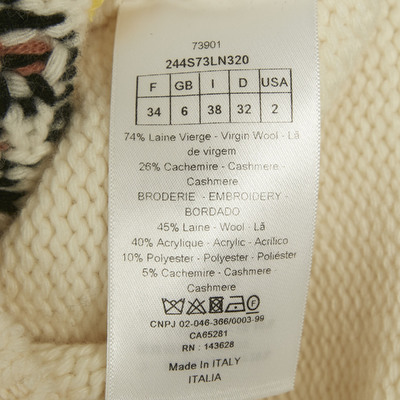 73901
244S73LN320
F GB I D USA
34 6 38 32 2
74% Laine Vierge - Virgin Wool - Lã
de virgem
26% Cachemire - Cashmere
Cashmere
BRODERIE - EMBROIDERY -
BORDADO
45% Laine - Wool - Lã
40% Acrylique - Acrylic - Acrilico
10% Polyester - Polyester - Poliéster
5% Cachemire - Cashmere -
Cashmere
CNPJ 02-046-366/0003-99
CA65281
RN : 143628
Made In ITALY
ITALIA